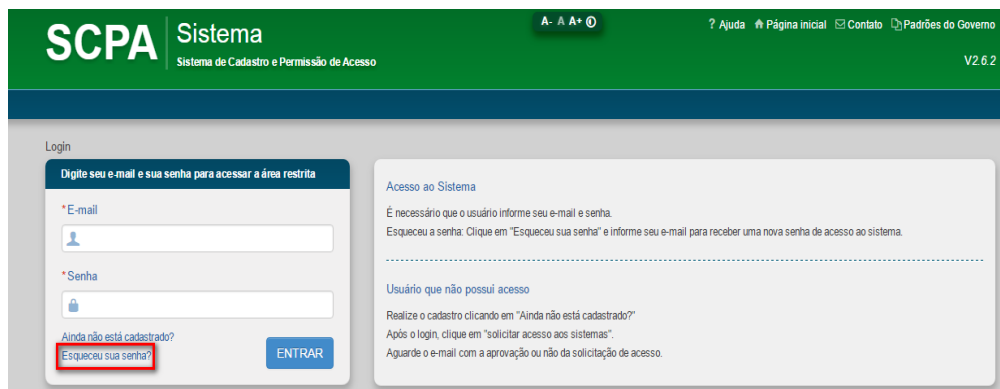 SCPA
Sistema
Sistema de Cadastro e Permissão de Acesso
A- A A+
? Ajuda Página inicial Contato Padrões do Governo
V2.6.2
Login
Digite seu e-mail e sua senha para acessar a área restrita
*E-mail
*Senha
Ainda não está cadastrado?
Esqueceu sua senha?
ENTRAR
Acesso ao Sistema
É necessário que o usuário informe seu e-mail e senha.
Esqueceu a senha: Clique em "Esqueceu sua senha" e informe seu e-mail para receber uma nova senha de acesso ao sistema.
Usuário que não possuí acesso
Realize o cadastro clicando em "Ainda não está cadastrado?"
Após o login, clique em "solicitar acesso aos sistemas".
Aguarde o e-mail com a aprovação ou não da solicitação de acesso.